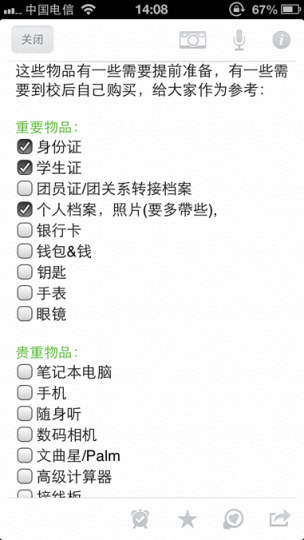 中国电信 14:08 67%
关闭
这些物品有一些需要提前准备，有一些需
要到校后自己购买，给大家作为参考：
重要物品：
身份证
学生证
团员证/团关系转接档案
个人档案，照片(要多带些),
银行卡
钱包&钱
钥匙
手表
眼镜
贵重物品：
笔记本电脑
手机
随身听
数码相机
文曲星/Palm
高级计算器
接线板